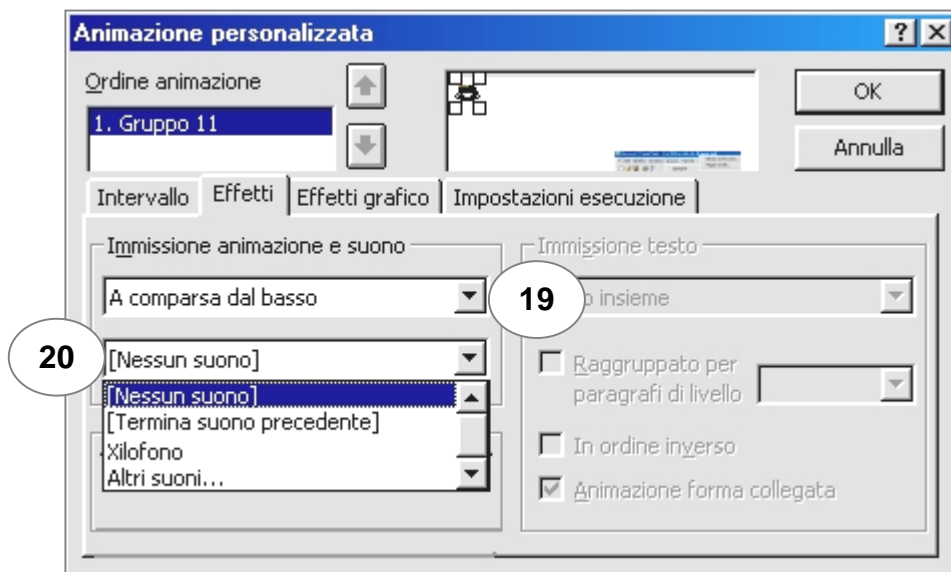 Animazione personalizzata
Ordine animazione
OK
1. Gruppo 11
Annulla
Intervallo Effetti Effetti grafico Impostazioni esecuzione
Immissione animazione e suono
Immissione testo
A comparsa dal basso
19
insieme
20
[Nessun suono]
[Nessun suono]
[Termina suono precedente]
Xilofono
Altri suoni...
Raggruppato per
paragrafi di livello
In ordine inverso
Animazione forma collegata